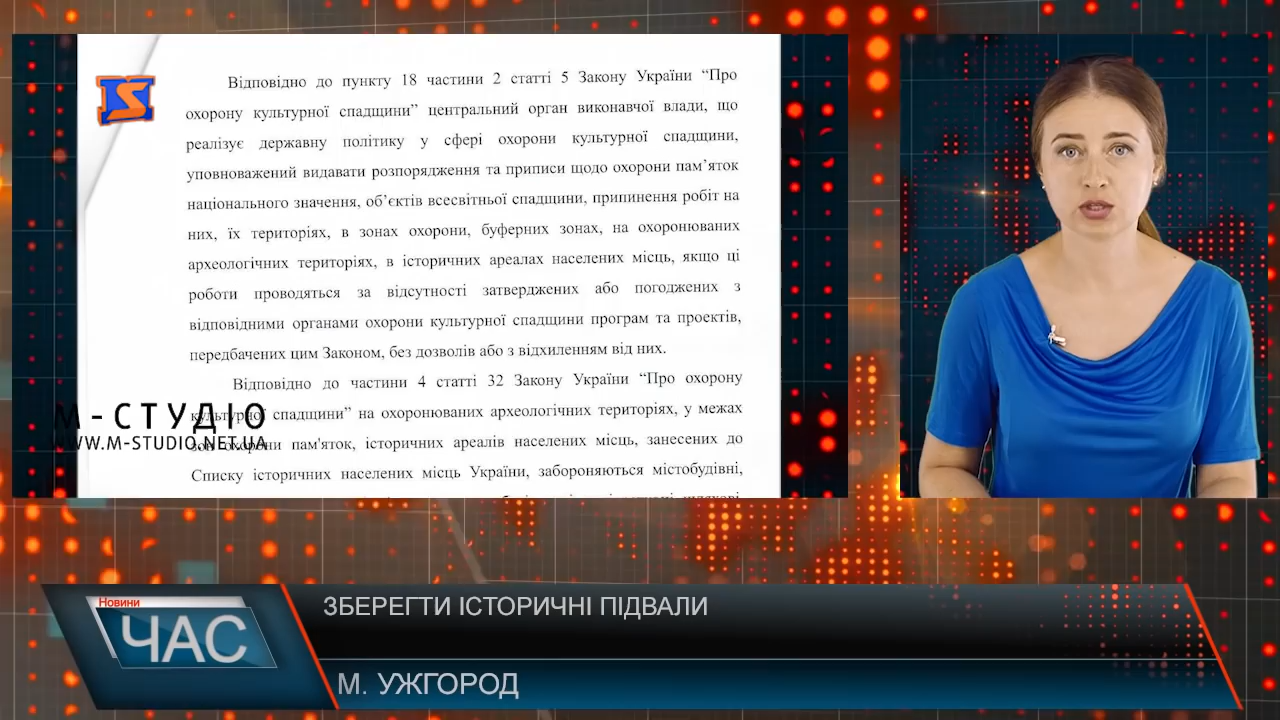 Відповідно до пункту 18 частини 2 статті 5 Закону України “Про
охорону культурної спадщини” центральний орган виконавчої влади, що
реалізує державну політику у сфері охорони культурної спадщини,
уповноважений видавати розпорядження та приписи щодо охорони пам’яток
національного значення, об’єктів всесвітньої спадщини, припинення робіт на
них, їх територіях, в зонах охорони, буферних зонах, на охоронюваних
археологічних територіях, в історичних ареалах населених місць, якщо ці
роботи проводяться за відсутності затверджених або погоджених з
відповідними органами охорони культурної спадщини програм та проектів,
передбачених цим Законом, без дозволів або з відхиленням від них.
Відповідно до частини 4 статті 32 Закону України “Про охорону
культурної спадщини” на охоронюваних археологічних територіях, у межах
зон охорони пам'яток, історичних ареалів населених місць, занесених до
Списку історичних населених місць України, забороняються містобудівні,
М-СТУДІО
WWW.M-STUDIO.NET.UA
Новини
ЧАС
ЗБЕРЕГТИ ІСТОРИЧНІ ПІДВАЛИ
М. УЖГОРОД